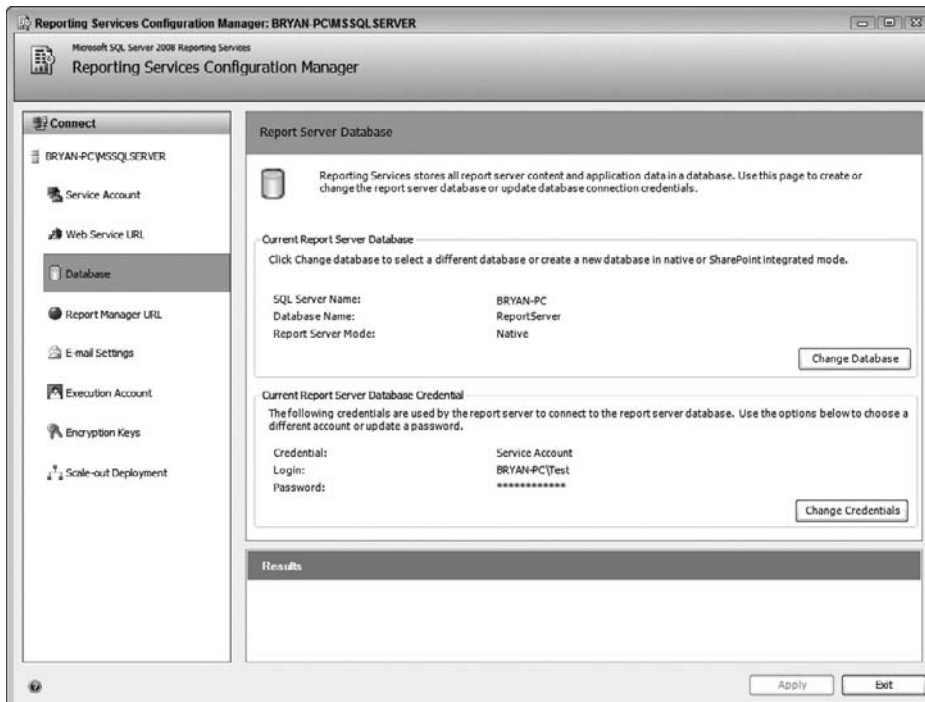 Reporting Services Configuration Manager: BRYAN-PC\MSSQLSERVER
Microsoft SQL Server 2008 Reporting Services
Reporting Services Configuration Manager
Connect
BRYAN-PC\MSSQLSERVER
Service Account
Web Service URL
Database
Report Manager URL
E-mail Settings
Execution Account
Encryption Keys
Scale-out Deployment
Report Server Database
Reporting Services stores all report server content and application data in a database. Use this page to create or
change the report server database or update database connection credentials.
Current Report Server Database
Click Change database to select a different database or create a new database in native or SharePoint integrated mode.
SQL Server Name: BRYAN-PC
Database Name: ReportServer
Report Server Mode: Native
Change Database
Current Report Server Database Credential
The following credentials are used by the report server to connect to the report server database. Use the options below to choose a
different account or update a password.
Credential: Service Account
Login: BRYAN-PC\Test
Password: ************
Change Credentials
Results
Apply
Exit